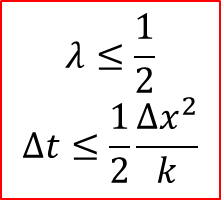 λ ≤ 1/2
Δt ≤ 1/2 Δx²/k